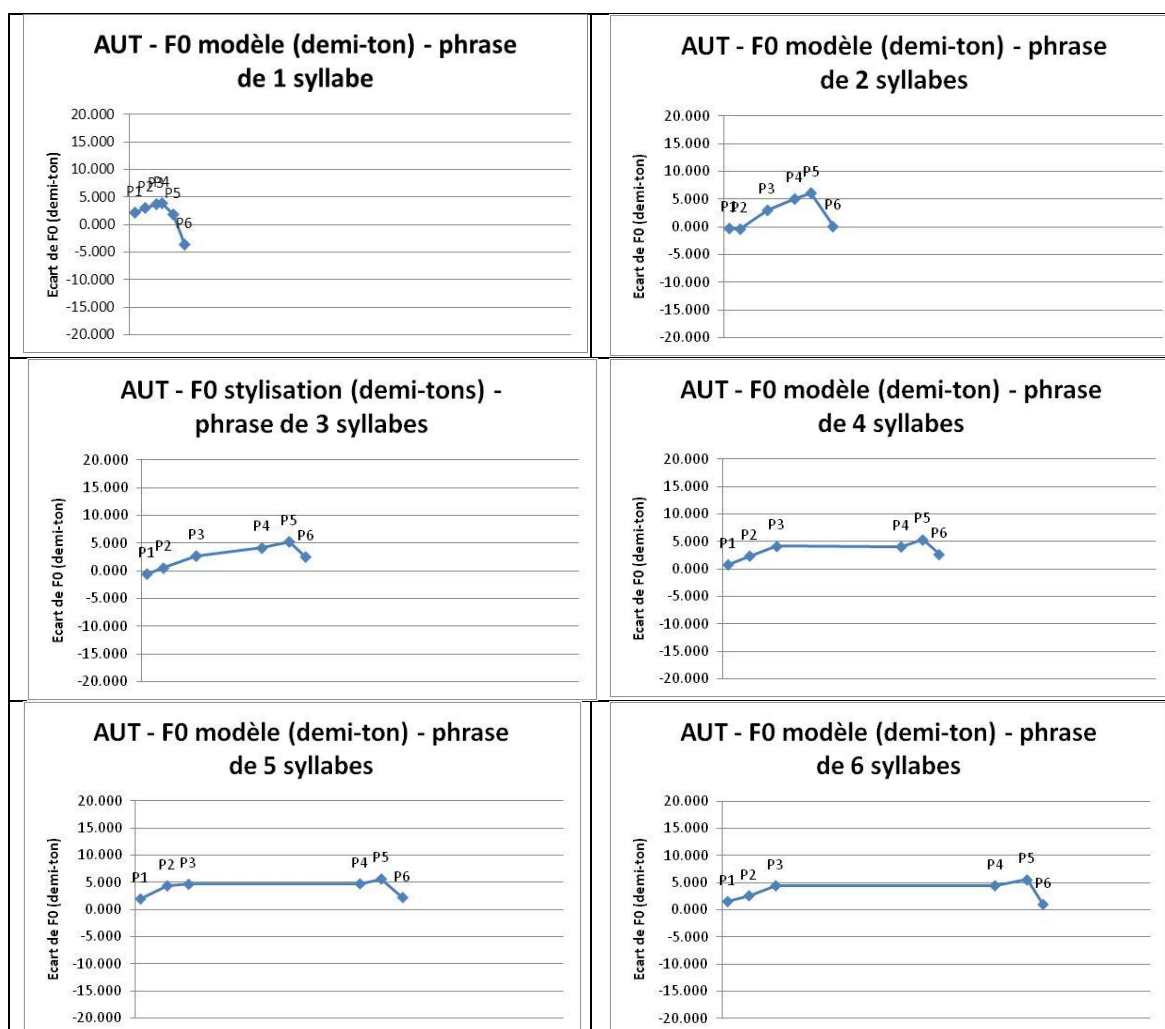 AUT - F0 modèle (demi-ton) - phrase
de 1 syllabe
Ecart de F0 (demi-ton)
20.000
15.000
10.000
5.000
0.000
-5.000
-10.000
-15.000
-20.000
P1
P2
P3
P4
P5
P6
AUT - F0 modèle (demi-ton) - phrase
de 2 syllabes
Ecart de F0 (demi-ton)
20.000
15.000
10.000
5.000
0.000
-5.000
-10.000
-15.000
-20.000
P1
P2
P3
P4
P5
P6
AUT - F0 stylisation (demi-tons) -
phrase de 3 syllabes
Ecart de F0 (demi-ton)
20.000
15.000
10.000
5.000
0.000
-5.000
-10.000
-15.000
-20.000
P1
P2
P3
P4
P5
P6
AUT - F0 modèle (demi-ton) - phrase
de 4 syllabes
Ecart de F0 (demi-ton)
20.000
15.000
10.000
5.000
0.000
-5.000
-10.000
-15.000
-20.000
P1
P2
P3
P4
P5
P6
AUT - F0 modèle (demi-ton) - phrase
de 5 syllabes
Ecart de F0 (demi-ton)
20.000
15.000
10.000
5.000
0.000
-5.000
-10.000
-15.000
-20.000
P1
P2
P3
P4
P5
P6
AUT - F0 modèle (demi-ton) - phrase
de 6 syllabes
Ecart de F0 (demi-ton)
20.000
15.000
10.000
5.000
0.000
-5.000
-10.000
-15.000
-20.000
P1
P2
P3
P4
P5
P6